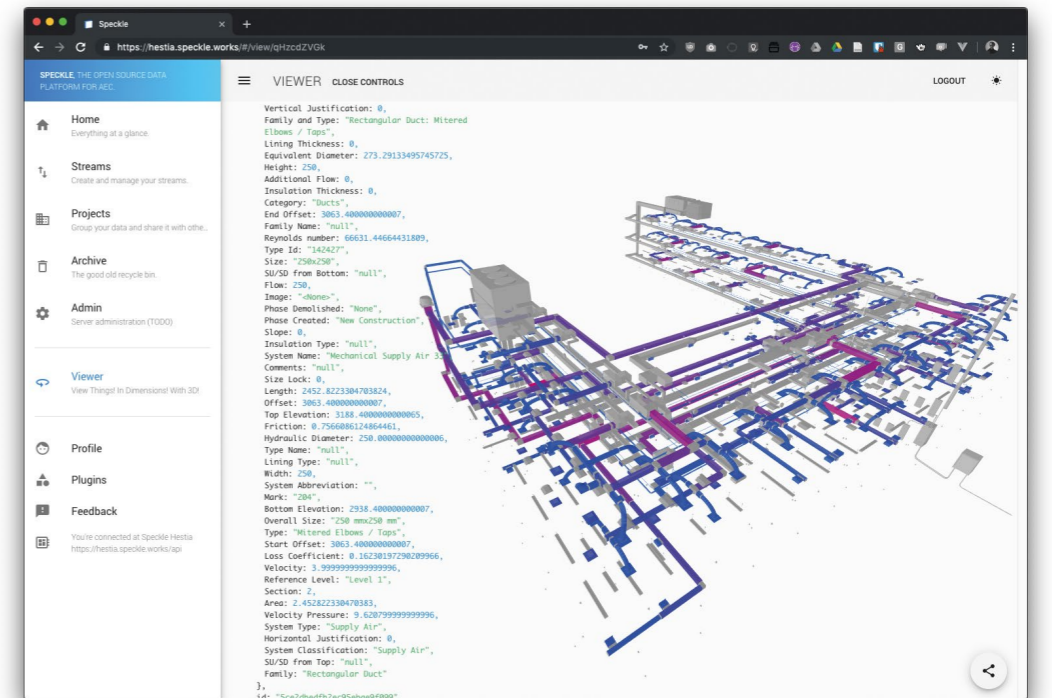 Speckle
https://hestia.speckle.works/#/view/qHzcdZVGk
SPECKLE, THE OPEN SOURCE DATA
PLATFORM FOR AEC.
VIEWER CLOSE CONTROLS
LOGOUT
Home
Everything at a glance.
Streams
Create and manage your streams.
Projects
Group your data and share it with othe...
Archive
The good old recycle bin.
Admin
Server administration (TODO)
Viewer
View Things! In Dimensions! With 3D!
Profile
Plugins
Feedback
You're connected at Speckle Hestia
https://hestia.speckle.works/api
Vertical Justification: 0,
Family and Type: "Rectangular Duct: Mitered
Elbows / Taps",
Lining Thickness: 0,
Equivalent Diameter: 273.29133495745725,
Height: 250,
Additional Flow: 0,
Insulation Thickness: 0,
Category: "Ducts",
End Offset: 3063.400000000007,
Family Name: "null",
Reynolds number: 66631.44664431809,
Type Id: "142427",
Size: "250x250",
SU/SD from Bottom: "null",
Flow: 250,
Image: "<None>",
Phase Demolished: "None",
Phase Created: "New Construction",
Slope: 0,
Insulation Type: "null",
System Name: "Mechanical Supply Air 33
Comments: "null",
Size Lock: 0,
Length: 2452.8223304703824,
Offset: 3063.400000000007,
Top Elevation: 3188.4000000000065,
Friction: 0.7566086124864461,
Hydraulic Diameter: 250.00000000000006,
Type Name: "null",
Lining Type: "null",
Width: 250,
System Abbreviation: "",
Mark: "204",
Bottom Elevation: 2938.400000000007,
Overall Size: "250 mmx250 mm",
Type: "Mitered Elbows / Taps",
Start Offset: 3063.400000000007,
Loss Coefficient: 0.16230197290209966,
Velocity: 3.9999999999999996,
Reference Level: "Level 1",
Section: 2,
Area: 2.452822330470383,
Velocity Pressure: 9.620799999999996,
System Type: "Supply Air",
Horizontal Justification: 0,
System Classification: "Supply Air",
SU/SD from Top: "null",
Family: "Rectangular Duct"
},